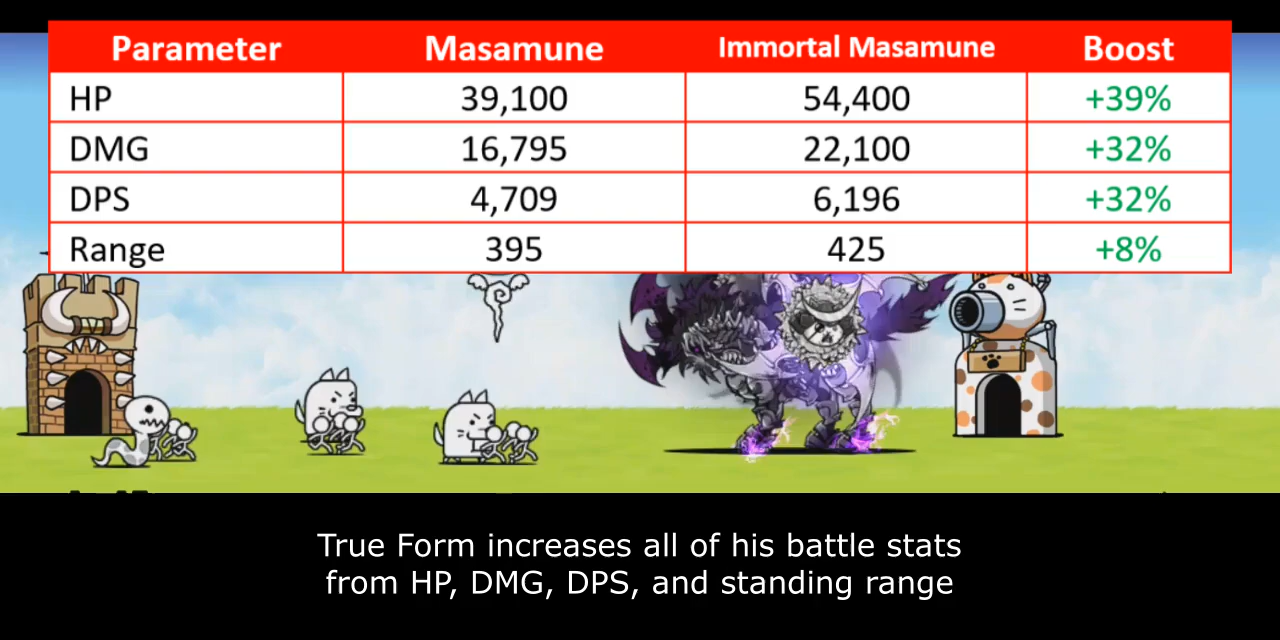 Parameter Masamune Immortal Masamune Boost
HP 39,100 54,400 +39%
DMG 16,795 22,100 +32%
DPS 4,709 6,196 +32%
Range 395 425 +8%
True Form increases all of his battle stats
from HP, DMG, DPS, and standing range